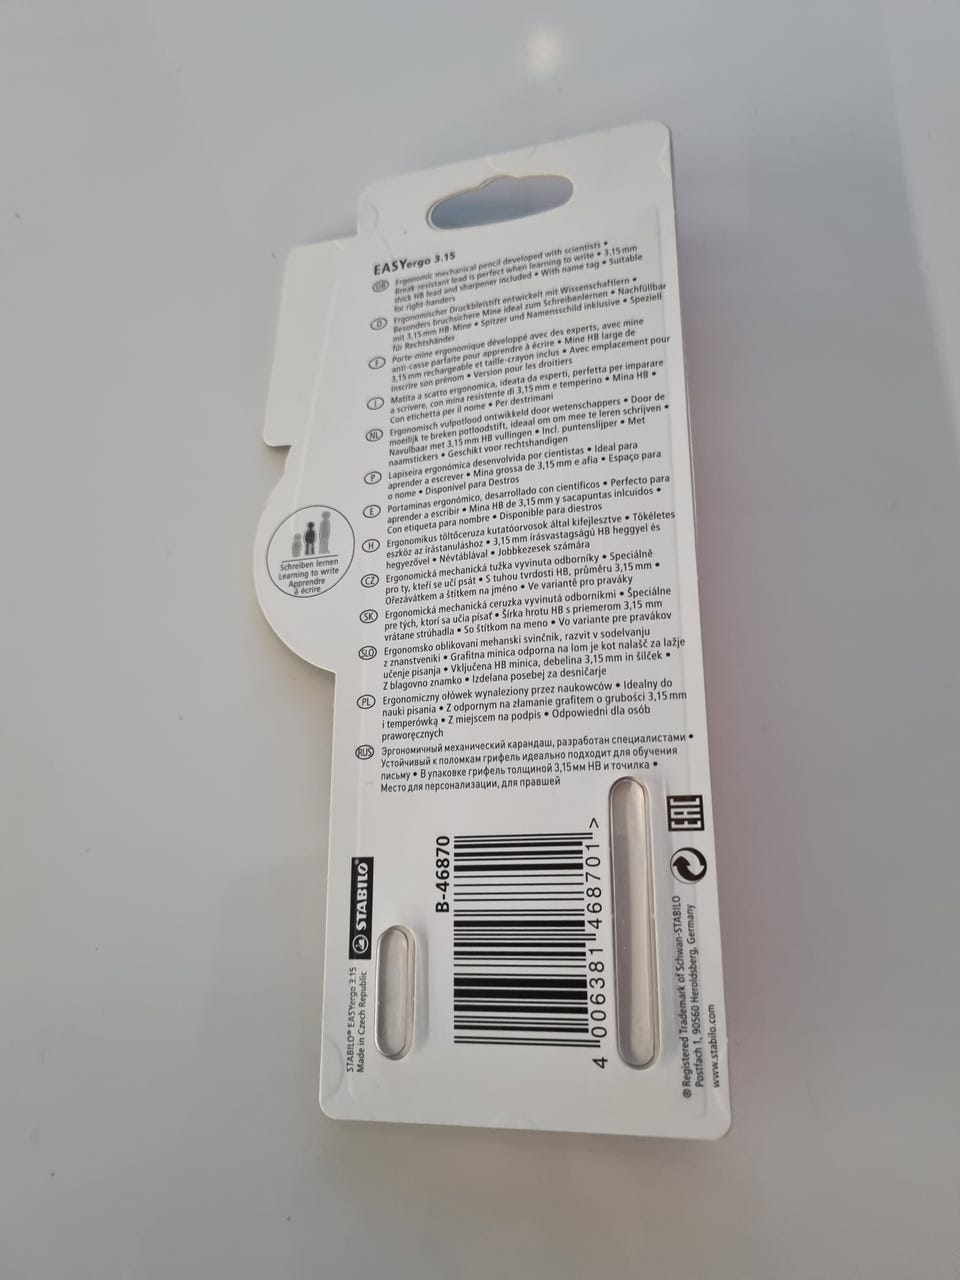 EASYergo 3.15
GB Ergonomic mechanical pencil developed with scientists •
Break resistant lead is perfect when learning to write • 3.15 mm
thick HB lead and sharpener included • With name tag • Suitable
for right-handers
D Ergonomischer Druckbleistift entwickelt mit Wissenschaftlern •
Besonders bruchsichere Mine ideal zum Schreibenlernen • Nachfüllbar
mit 3,15 mm HB-Mine • Spitzer und Namensschild inklusive • Speziell
für Rechtshänder
F Porte-mine ergonomique développé avec des experts, avec mine
anti-casse parfaite pour apprendre à écrire • Mine HB large de
3,15 mm rechargeable et taille-crayon inclus • Avec emplacement pour
inscrire son prénom • Version pour les droitiers
I Matita a scatto ergonomica, ideata da esperti, perfetta per imparare
a scrivere, con mina resistente di 3,15 mm e temperino • Mina HB •
Con etichetta per il nome • Per destrimani
NL Ergonomisch vulpotlood ontwikkeld door wetenschappers • Door de
moeilijk te breken potloodstift, ideaal om om mee te leren schrijven •
Navulbaar met 3,15 mm HB vullingen • Incl. puntenslijper • Met
naamstickers • Geschikt voor rechtshandigen
P Lapiseira ergonómica desenvolvida por cientistas • Ideal para
aprender a escrever • Mina grossa de 3,15 mm e afia • Espaço para
o nome • Disponível para Destros
E Portaminas ergonómico, desarrollado con científicos • Perfecto para
aprender a escribir • Mina HB de 3,15 mm y sacapuntas inlcuidos •
Con etiqueta para nombre • Disponible para diestros
H Ergonomikus töltőceruza kutatóorvosok által kifejlesztve • Tökéletes
eszköz az írástanuláshoz • 3,15 mm írásvastagságú HB heggyel és
hegyezővel • Névtáblával • Jobbkezesek számára
CZ Ergonomická mechanická tužka vyvinuta odborníky • Speciálně
pro ty, kteří se učí psát • S tuhou tvrdosti HB, průměru 3,15 mm •
Ořezávátkem a štítkem na jméno • Ve variantě pro praváky
SK Ergonomická mechanická ceruzka vyvinutá odborníkmi • Špeciálne
pre tých, ktorí sa učia písať • Šírka hrotu HB s priemerom 3,15 mm
vrátane strúhadla • So štítkom na meno • Vo variante pre pravákov
SLO Ergonomsko oblikovani mehanski svinčnik, razvit v sodelvanju
z znanstveniki • Grafitna minica odporna na lom je kot nalašč za lažje
učenje pisanja • Vključena HB minica, debelina 3,15 mm in šilček •
Z blagovno znamko • Izdelana posebej za desničarje
PL Ergonomiczny ołówek wynaleziony przez naukowców • Idealny do
nauki pisania • Z odpornym na złamanie grafitem o grubości 3,15 mm
i temperówką • Z miejscem na podpis • Odpowiedni dla osób
praworęcznych
RUS Эргономичный механический карандаш, разработан специалистами •
Устойчивый к поломкам грифель идеально подходит для обучения
письму • В упаковке грифель толщиной 3,15мм HB и точилка •
Место для персонализации, для правшей
Schreiben lernen
Learning to write
Apprendre
à écrire
STABILO®
STABILO® EASYergo 3.15
Made in Czech Republic
B-46870
4 006381 468701 >
EAC
® Registered Trademark of Schwan-STABILO
Postfach 1, 90560 Heroldsberg, Germany
www.stabilo.com